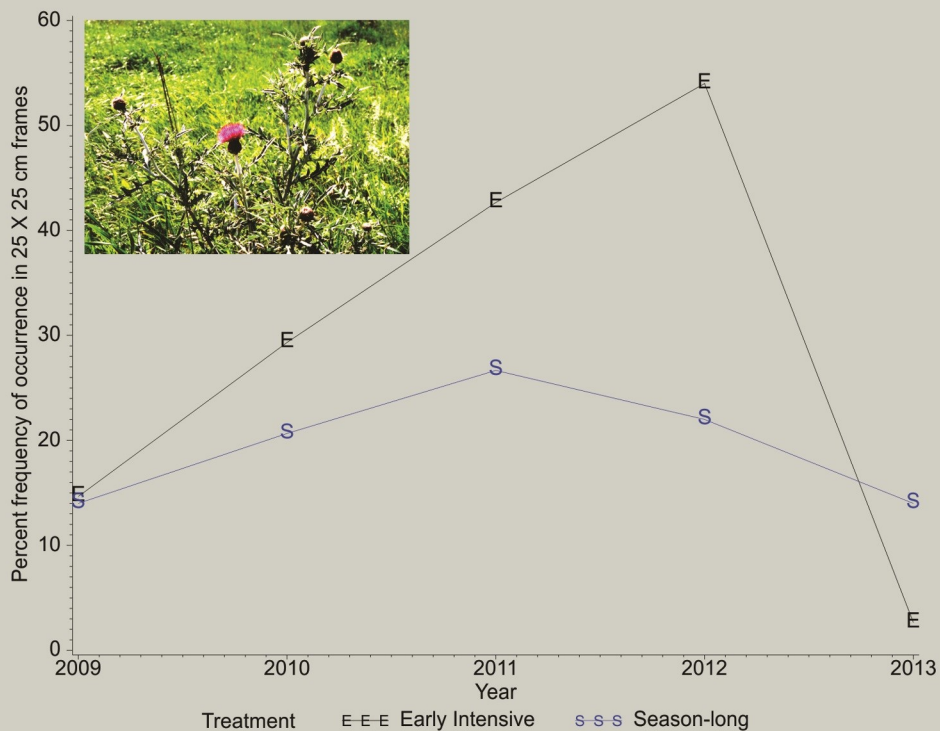 60
50
40
30
20
10
0
Percent frequency of occurrence in 25 X 25 cm frames
E
E
E
E
E
S
S
S
S
S
2009 2010 2011 2012 2013
Year
Treatment E E E Early Intensive S S S Season-long